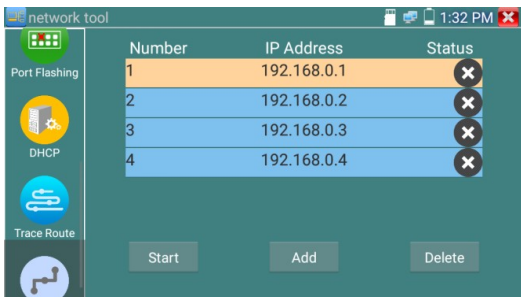 network tool
1:32 PM
Number IP Address Status
Port Flashing
1 192.168.0.1
2 192.168.0.2
3 192.168.0.3
4 192.168.0.4
DHCP
Trace Route
Start Add Delete